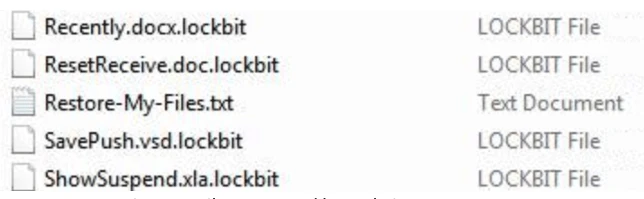 Recently.docx.lockbit LOCKBIT File
ResetReceive.doc.lockbit LOCKBIT File
Restore-My-Files.txt Text Document
SavePush.vsd.lockbit LOCKBIT File
ShowSuspend.xla.lockbit LOCKBIT File